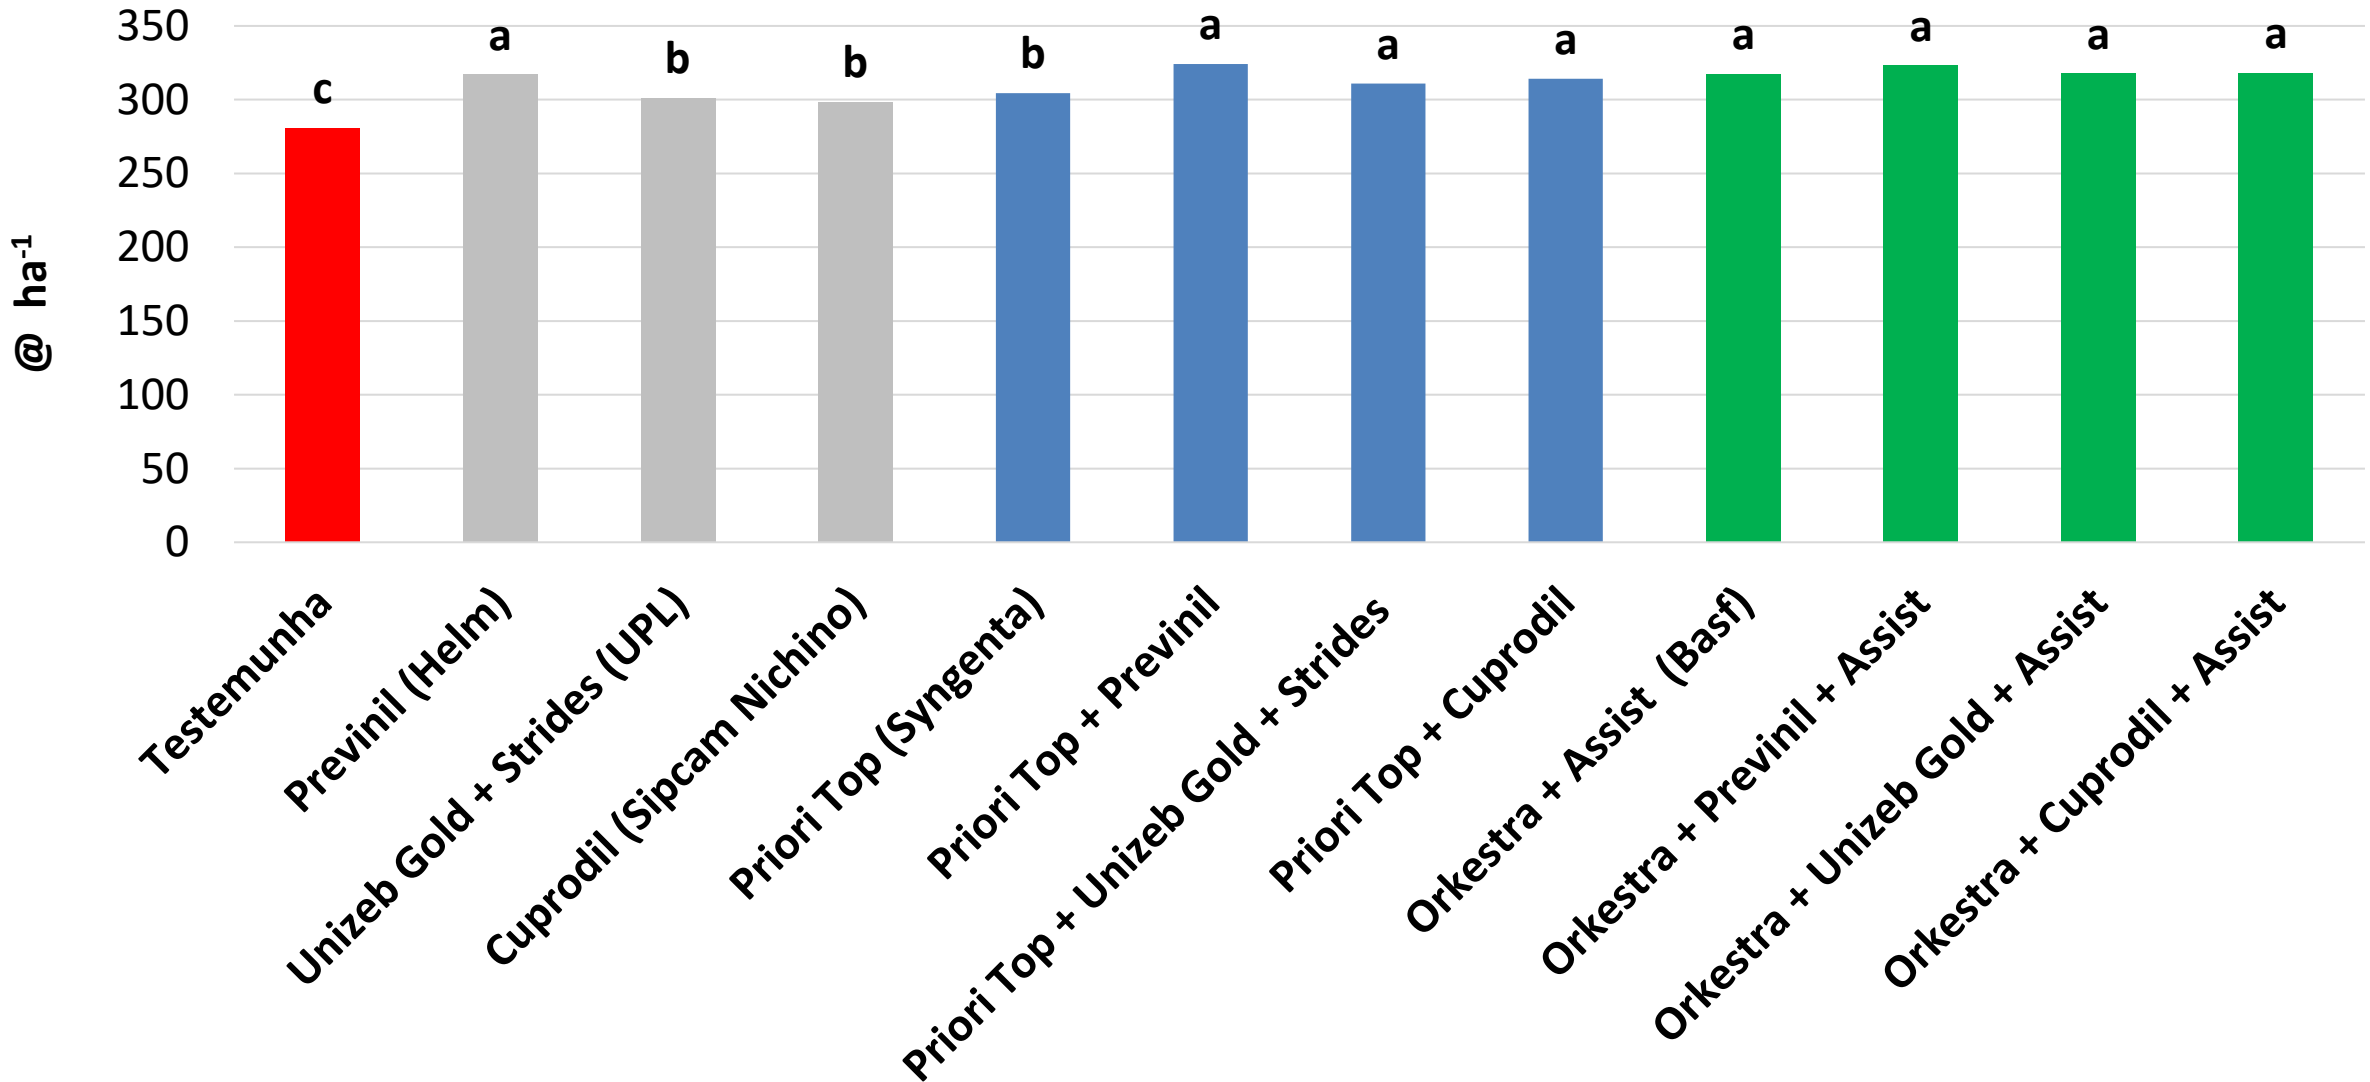 350
300
250
200
150
100
50
0
@ ha-1
c
a
b
b
b
a
a
a
a
a
a
a
Testemunha
Previnil (Helm)
Unizeb Gold + Strides (UPL)
Cuprodil (Sipcam Nichino)
Priori Top (Syngenta)
Priori Top + Previnil
Priori Top + Unizeb Gold + Strides
Priori Top + Cuprodil
Orkestra + Assist (Basf)
Orkestra + Previnil + Assist
Orkestra + Unizeb Gold + Assist
Orkestra + Cuprodil + Assist